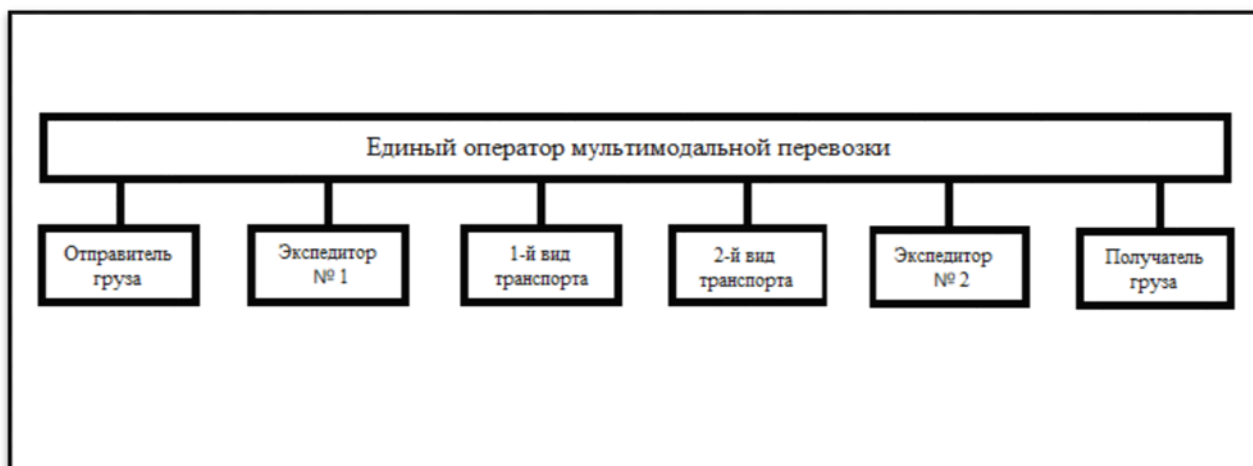 Единый оператор мультимодальной перевозки
Отправитель
груза
Экспедитор
№ 1
1-й вид
транспорта
2-й вид
транспорта
Экспедитор
№ 2
Получатель
груза